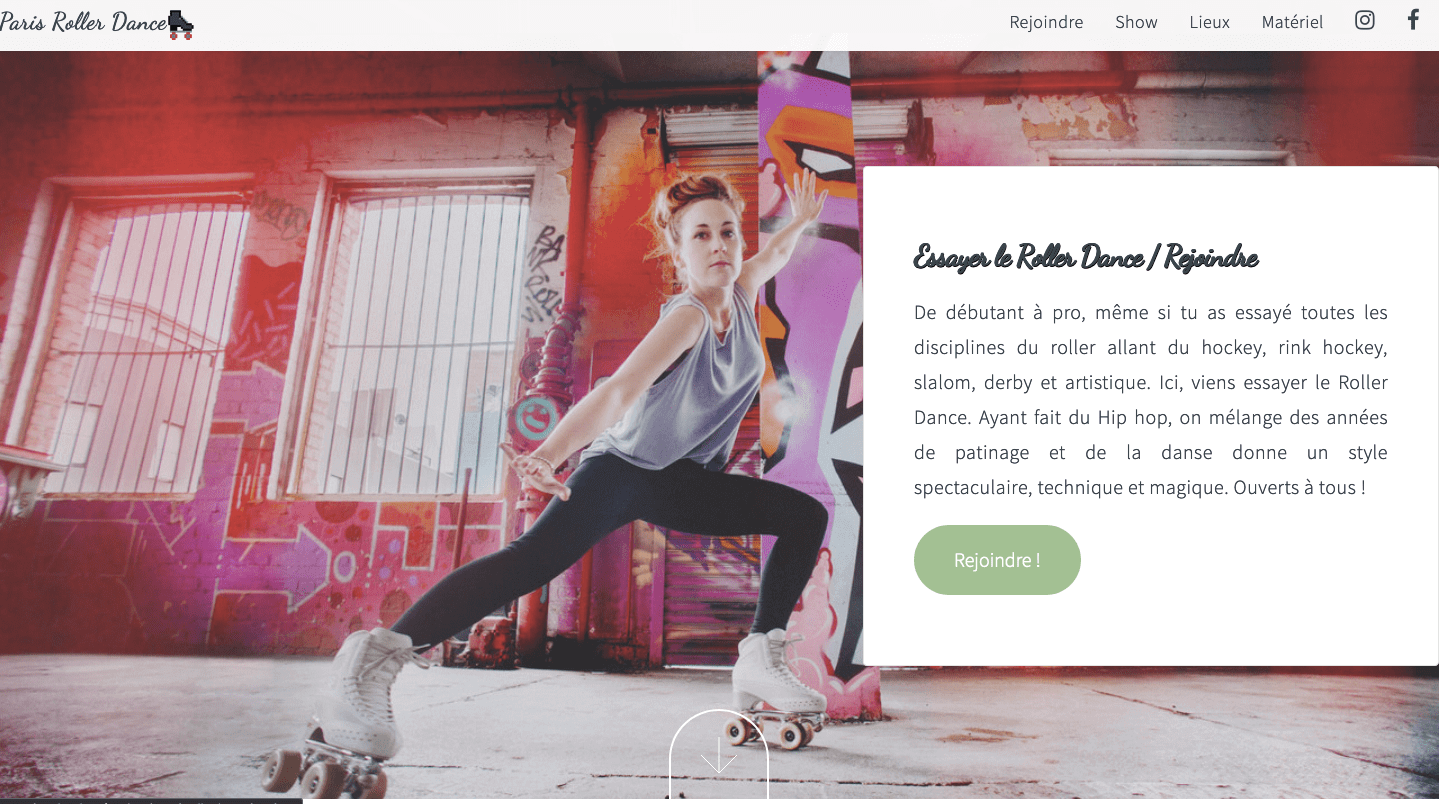 Paris Roller Dance
Rejoindre Show Lieux Matériel
Essayer le Roller Dance / Rejoindre
De débutant à pro, même si tu as essayé toutes les
disciplines du roller allant du hockey, rink hockey,
slalom, derby et artistique. Ici, viens essayer le Roller
Dance. Ayant fait du Hip hop, on mélange des années
de patinage et de la danse donne un style
spectaculaire, technique et magique. Ouverts à tous !
Rejoindre !